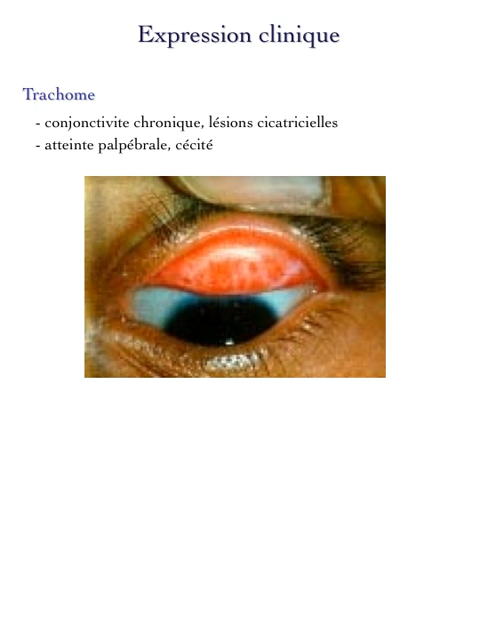 Expression clinique
Trachome
- conjonctivite chronique, lésions cicatricielles
- atteinte palpébrale, cécité